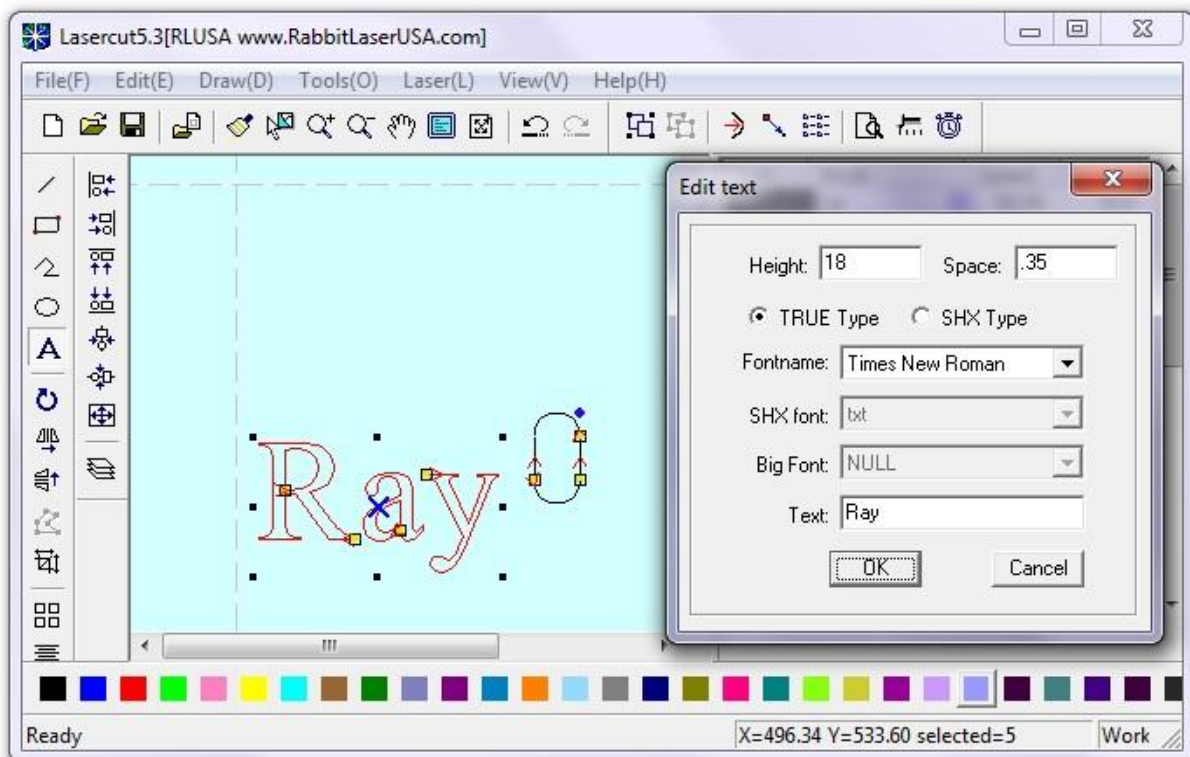 Lasercut5.3[RLUSA www.RabbitLaserUSA.com]
File(F) Edit(E) Draw(D) Tools(O) Laser(L) View(V) Help(H)
Edit text
Height: 18 Space: .35
TRUE Type SHX Type
Fontname: Times New Roman
SHX font: txt
Big Font: NULL
Text: Ray
OK Cancel
Ray
Ready X=496.34 Y=533.60 selected=5 Work